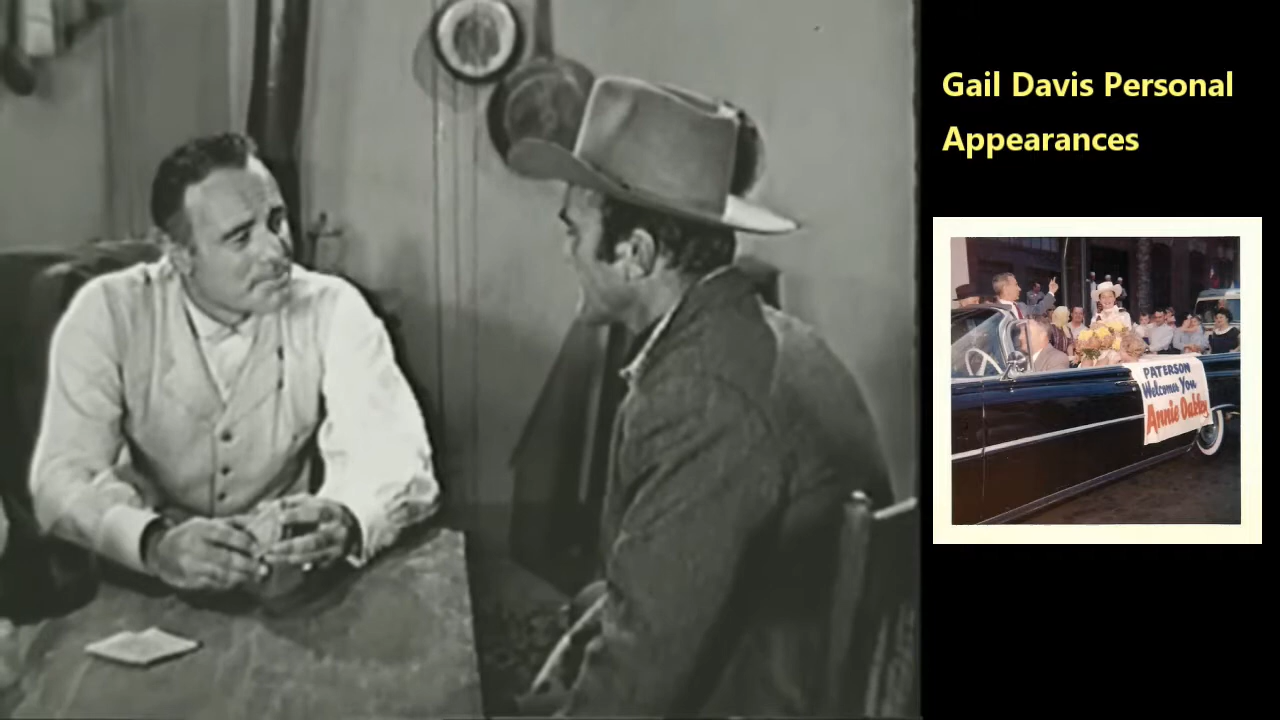 Gail Davis Personal
Appearances
PATERSON
Welcomes You
Annie Oakley